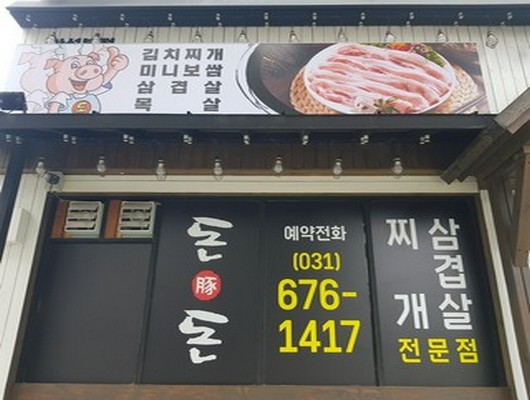 김치찌개
미니보쌈
삼겹살
목살
돈
豚
돈
예약전화
(031)
676-
1417
삼겹살
찌개
전문점